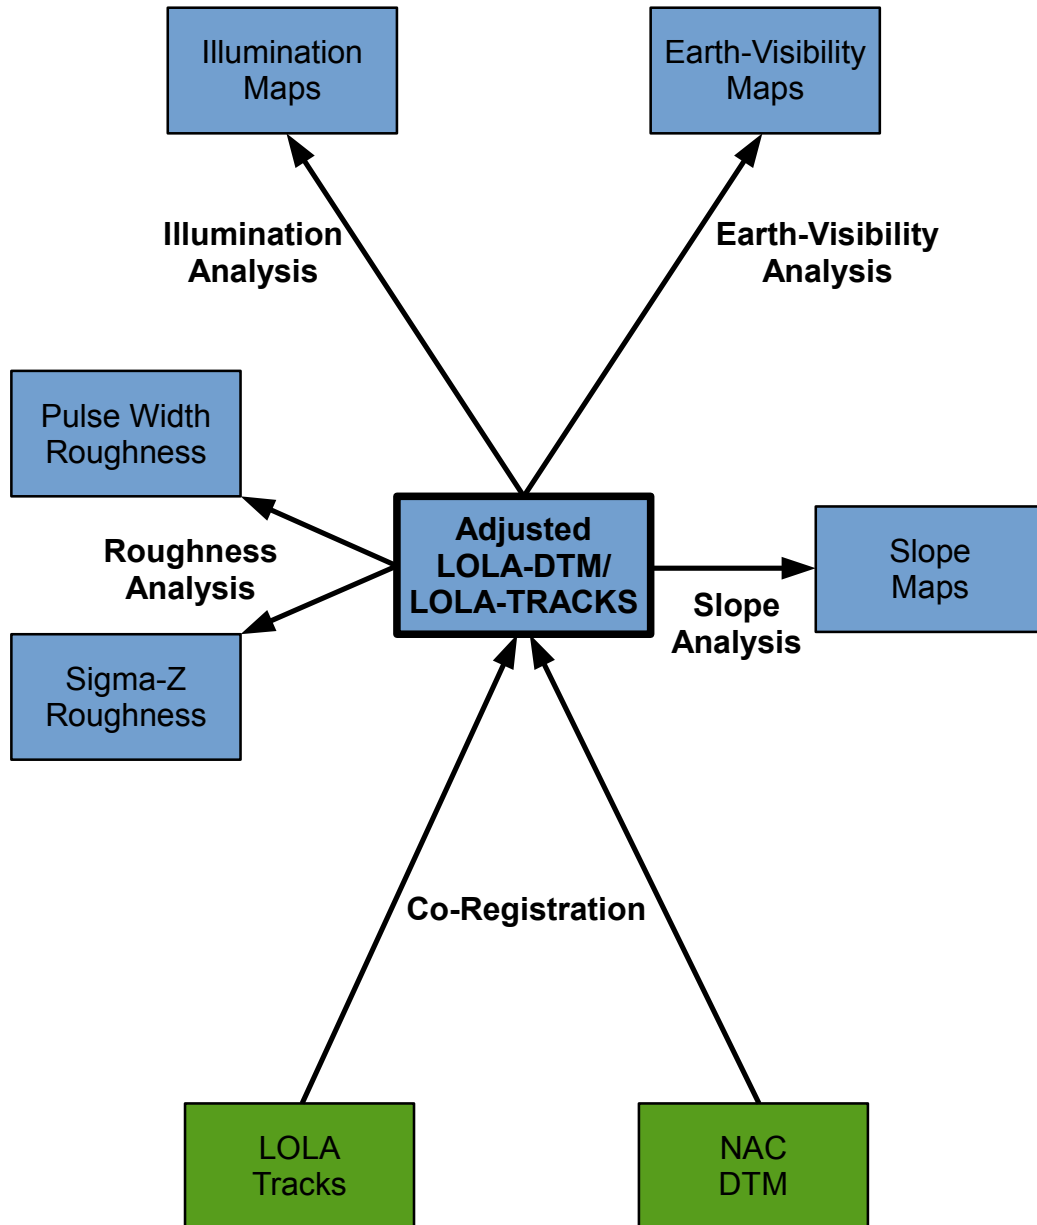 Illumination
Maps
Earth-Visibility
Maps
Illumination
Analysis
Earth-Visibility
Analysis
Pulse Width
Roughness
Roughness
Analysis
Sigma-Z
Roughness
Adjusted
LOLA-DTM/
LOLA-TRACKS
Slope
Analysis
Slope
Maps
Co-Registration
LOLA
Tracks
NAC
DTM